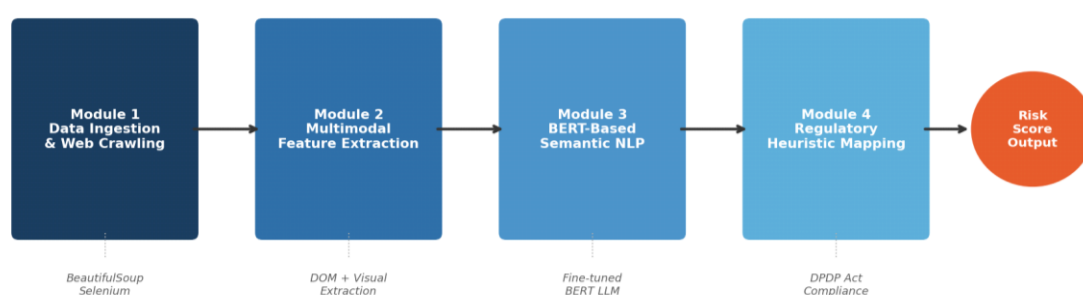 Module 1
Data Ingestion
& Web Crawling
Module 2
Multimodal
Feature Extraction
Module 3
BERT-Based
Semantic NLP
Module 4
Regulatory
Heuristic Mapping
Risk
Score
Output
BeautifulSoup
Selenium
DOM + Visual
Extraction
Fine-tuned
BERT LLM
DPDP Act
Compliance